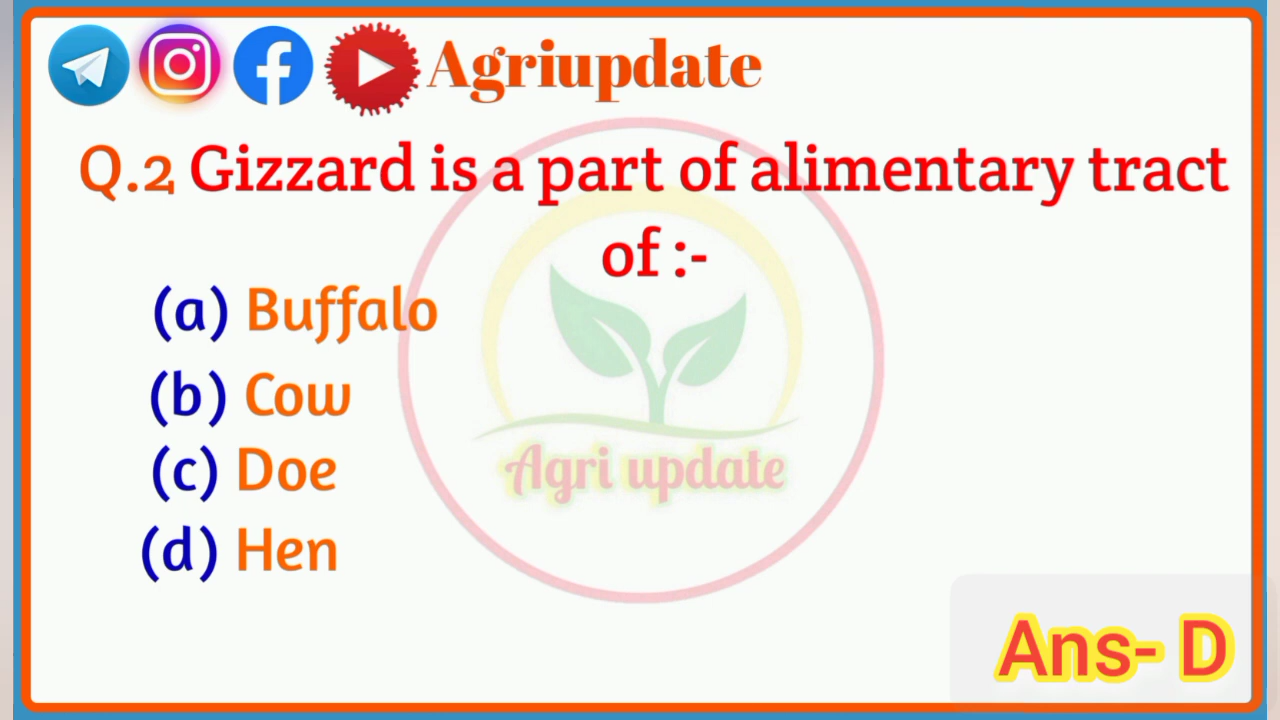 Agriupdate
Q.2 Gizzard is a part of alimentary tract
of :-
(a) Buffalo
(b) Cow
(c) Doe
(d) Hen
Agri update
Ans- D